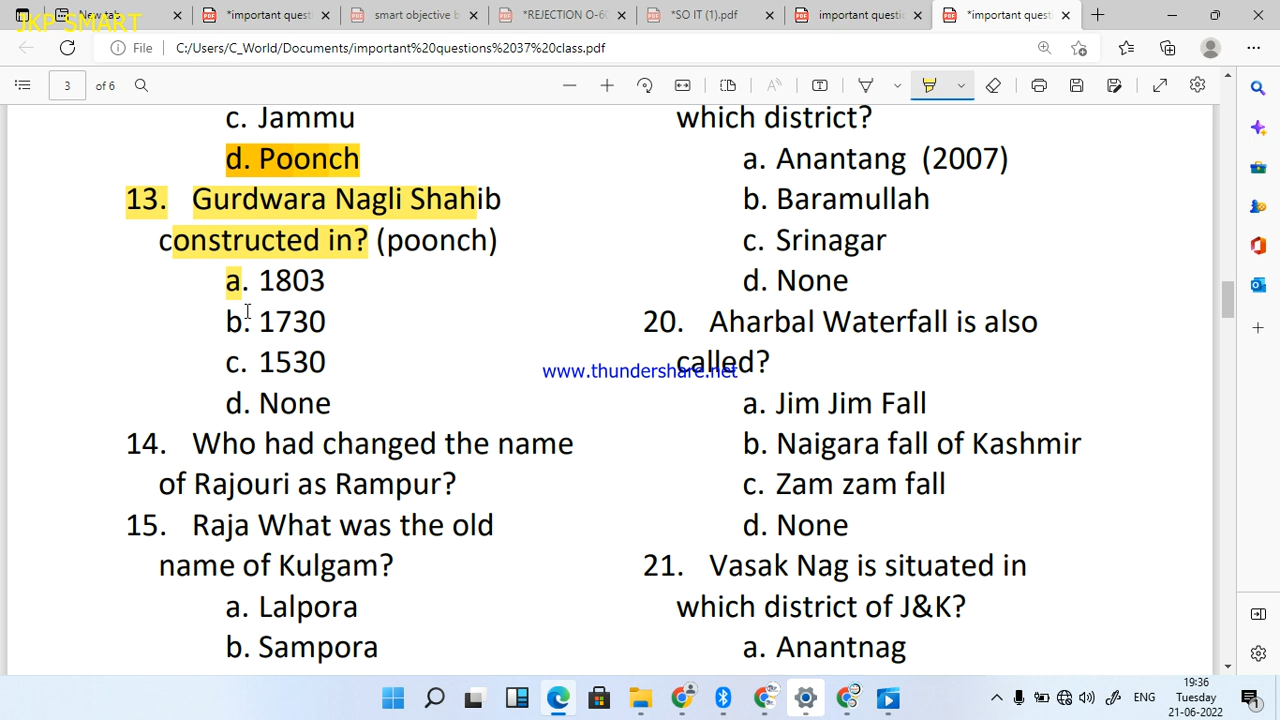 JKP SMART
New tab
*important questi
smart objective b
*REJECTION O-6
*SO IT (1).pdf
important questio
*important questi
File
C:/Users/C_World/Documents/important%20questions%2037%20class.pdf
3
of 6
c. Jammu
d. Poonch
13. Gurdwara Nagli Shahib
constructed in? (poonch)
a. 1803
b. 1730
c. 1530
d. None
14. Who had changed the name
of Rajouri as Rampur?
15. Raja What was the old
name of Kulgam?
a. Lalpora
b. Sampora
which district?
a. Anantang (2007)
b. Baramullah
c. Srinagar
d. None
20. Aharbal Waterfall is also
called?
www.thundershare.net
a. Jim Jim Fall
b. Naigara fall of Kashmir
c. Zam zam fall
d. None
21. Vasak Nag is situated in
which district of J&K?
a. Anantnag
ENG
19:36
Tuesday
21-06-2022
1